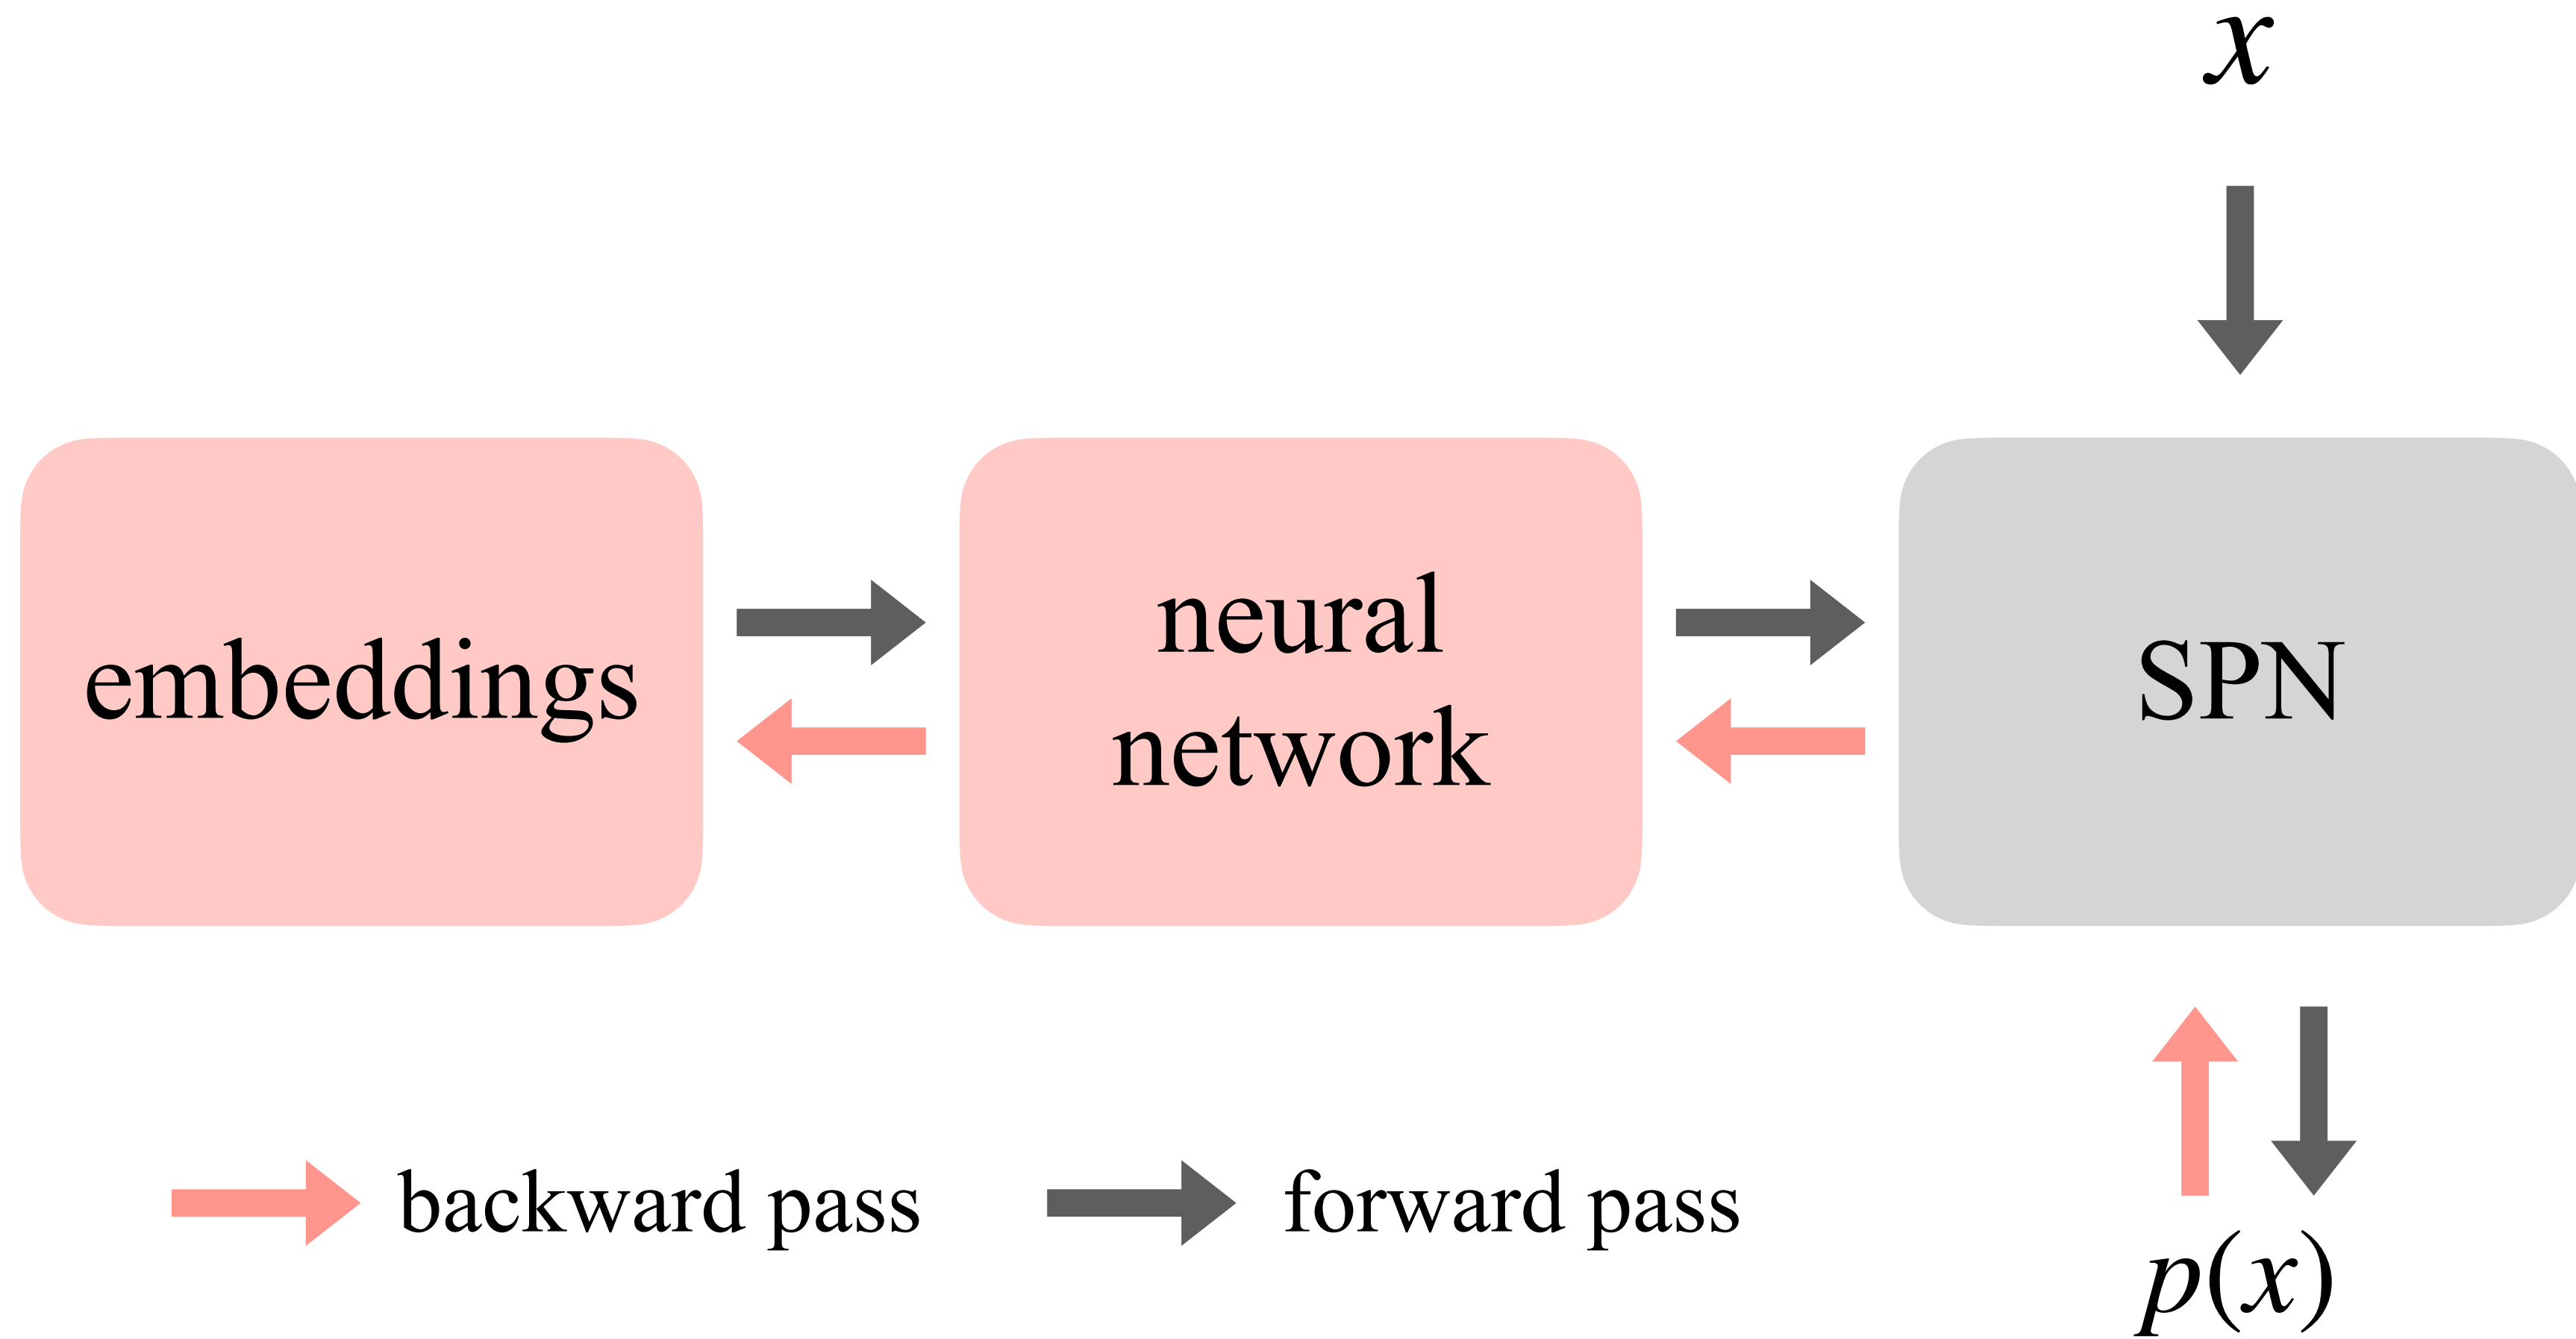 x
embeddings
neural
network
SPN
backward pass
forward pass
p(x)